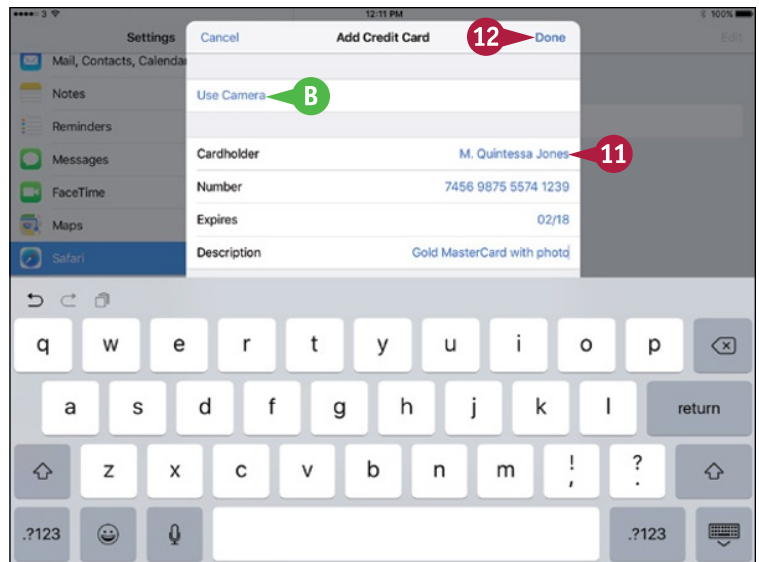 3 12:11 PM 100%
Settings Cancel Add Credit Card 12 Done Edit
Mail, Contacts, Calenda
Notes Use Camera B
Reminders
Messages Cardholder M. Quintessa Jones 11
FaceTime Number 7456 9875 5574 1239
Maps Expires 02/18
Safari Description Gold MasterCard with photo
q w e r t y u i o p
a s d f g h j k l return
z x c v b n m ! , ? .
.?123 .?123